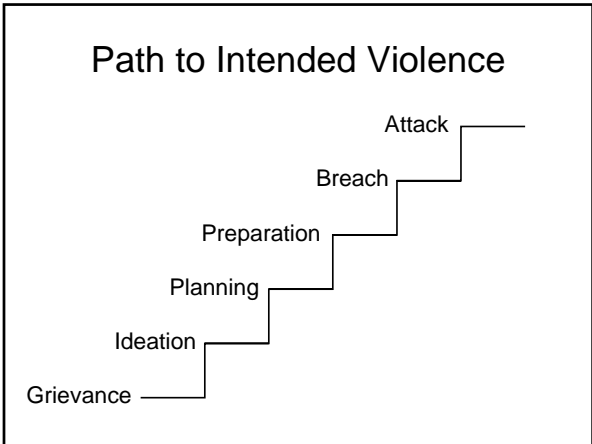 Path to Intended Violence
Attack
Breach
Preparation
Planning
Ideation
Grievance